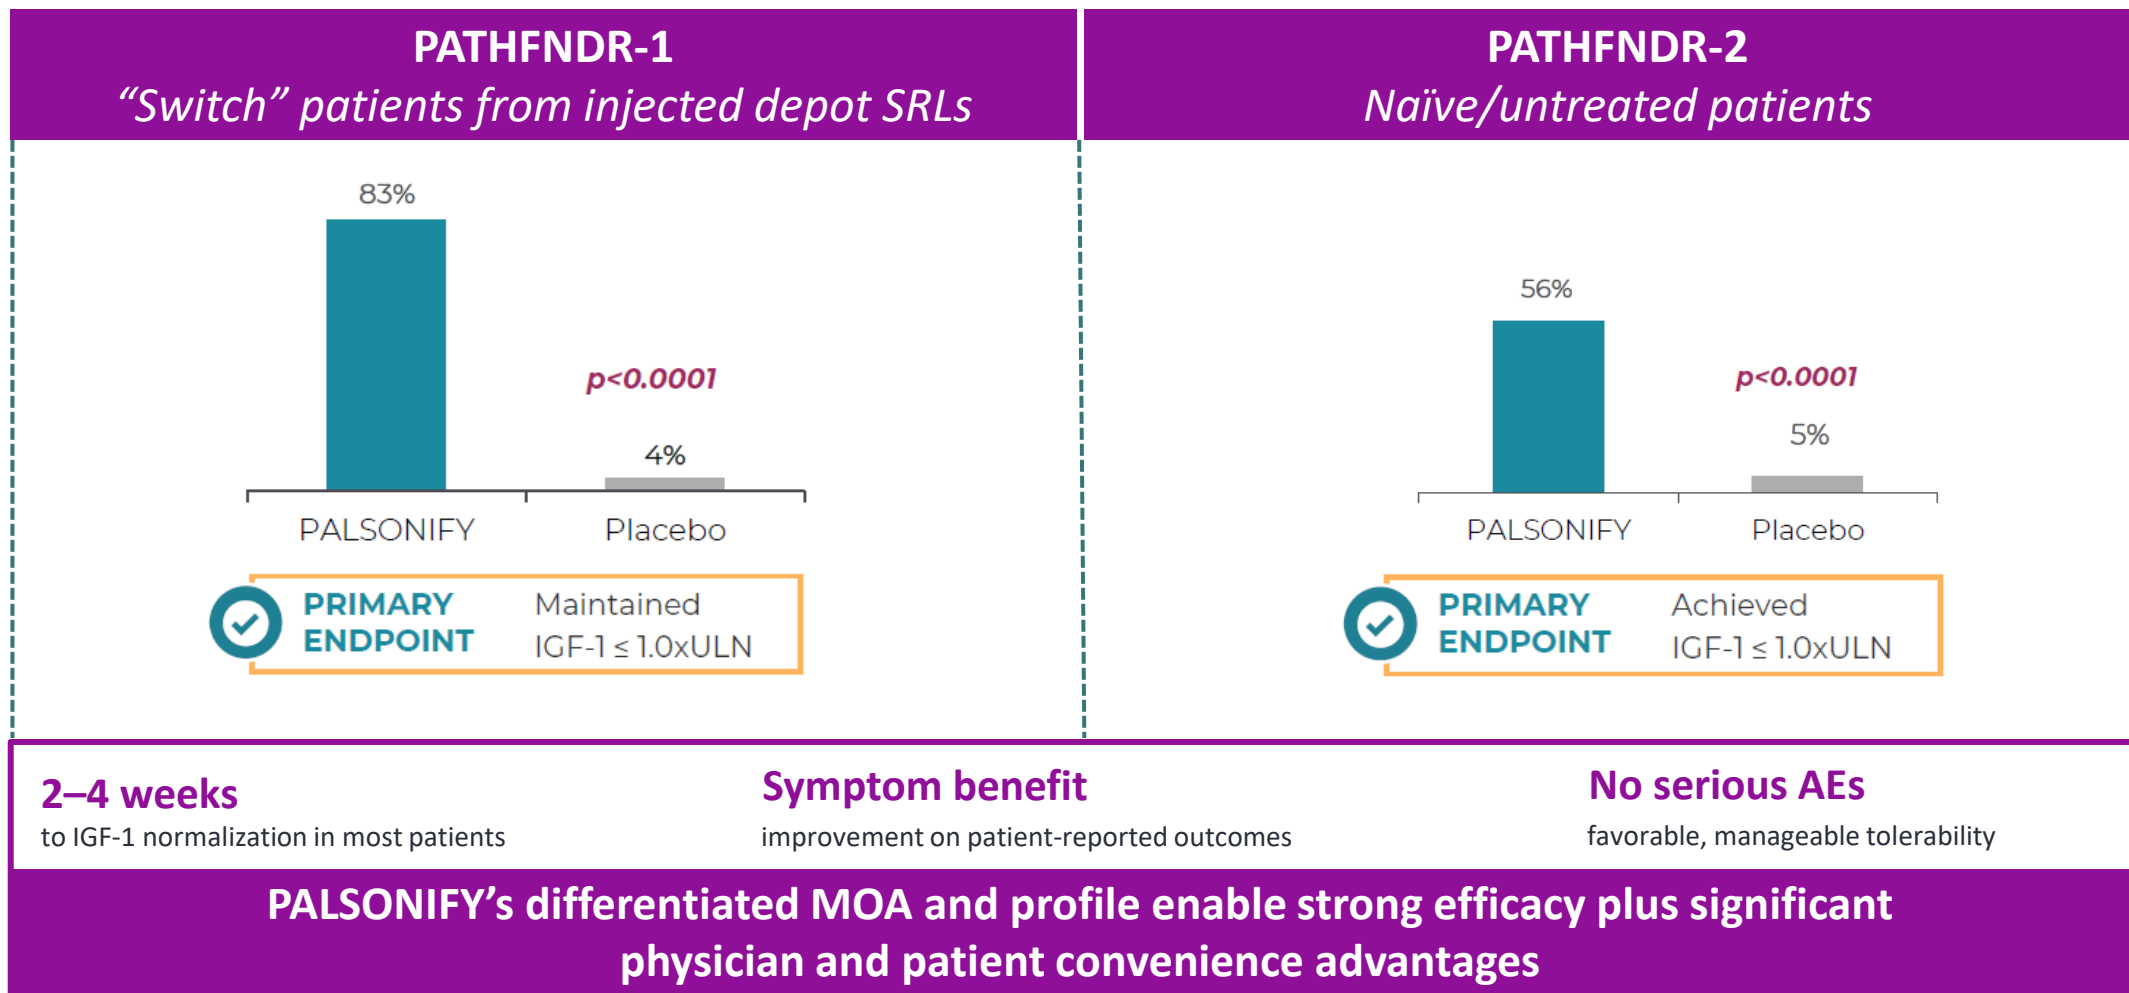 PATHFNDR-1
“Switch” patients from injected depot SRLs
PATHFNDR-2
Naïve/untreated patients
83%
p<0.0001
4%
PALSONIFY
Placebo
PRIMARY
ENDPOINT
Maintained
IGF-1 ≤ 1.0xULN
56%
p<0.0001
5%
PALSONIFY
Placebo
PRIMARY
ENDPOINT
Achieved
IGF-1 ≤ 1.0xULN
2–4 weeks
to IGF-1 normalization in most patients
Symptom benefit
improvement on patient-reported outcomes
No serious AEs
favorable, manageable tolerability
PALSONIFY’s differentiated MOA and profile enable strong efficacy plus significant
physician and patient convenience advantages